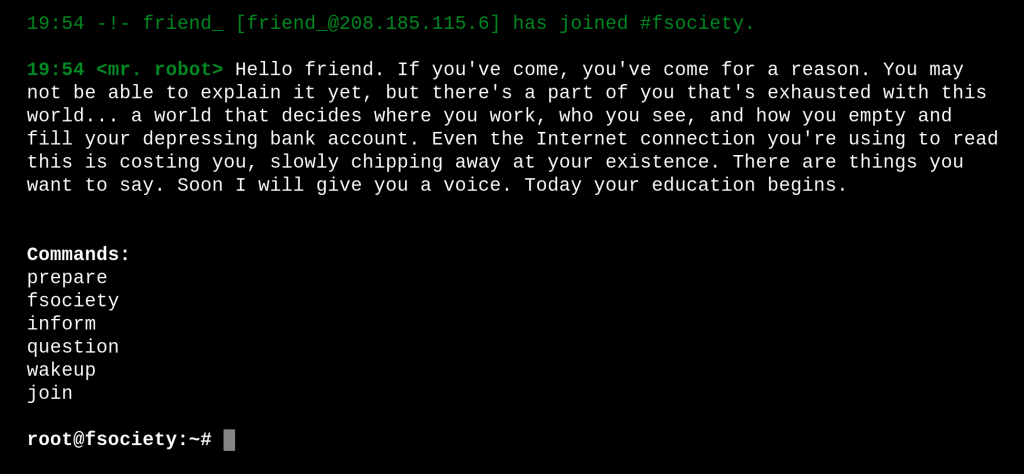 19:54 -!- friend_ [friend_@208.185.115.6] has joined #fsociety.
19:54 <mr. robot> Hello friend. If you've come, you've come for a reason. You may
not be able to explain it yet, but there's a part of you that's exhausted with this
world... a world that decides where you work, who you see, and how you empty and
fill your depressing bank account. Even the Internet connection you're using to read
this is costing you, slowly chipping away at your existence. There are things you
want to say. Soon I will give you a voice. Today your education begins.
Commands:
prepare
fsociety
inform
question
wakeup
join
root@fsociety:~#